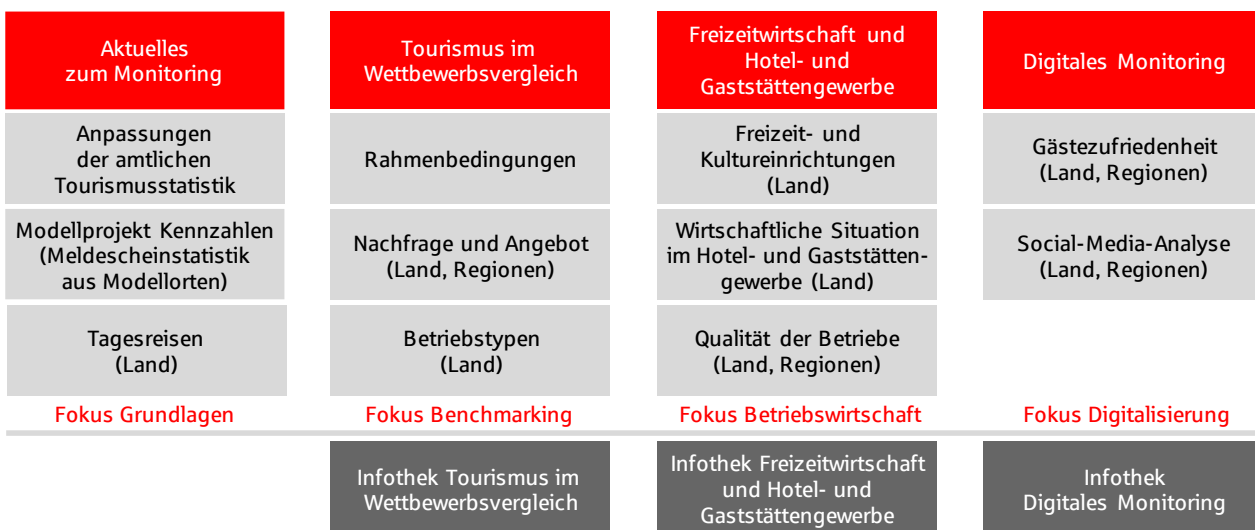 Aktuelles
zum Monitoring
Anpassungen
der amtlichen
Tourismusstatistik
Modellprojekt Kennzahlen
(Meldescheinstatistik
aus Modellorten)
Tagesreisen
(Land)
Fokus Grundlagen
Tourismus im
Wettbewerbsvergleich
Rahmenbedingungen
Nachfrage und Angebot
(Land, Regionen)
Betriebstypen
(Land)
Fokus Benchmarking
Infothek Tourismus im
Wettbewerbsvergleich
Freizeitwirtschaft und
Hotel- und
Gaststättengewerbe
Freizeit- und
Kultureinrichtungen
(Land)
Wirtschaftliche Situation
im Hotel- und Gaststätten-
gewerbe (Land)
Qualität der Betriebe
(Land, Regionen)
Fokus Betriebswirtschaft
Infothek Freizeitwirtschaft
und Hotel- und
Gaststättengewerbe
Digitales Monitoring
Gästezufriedenheit
(Land, Regionen)
Social-Media-Analyse
(Land, Regionen)
Fokus Digitalisierung
Infothek
Digitales Monitoring